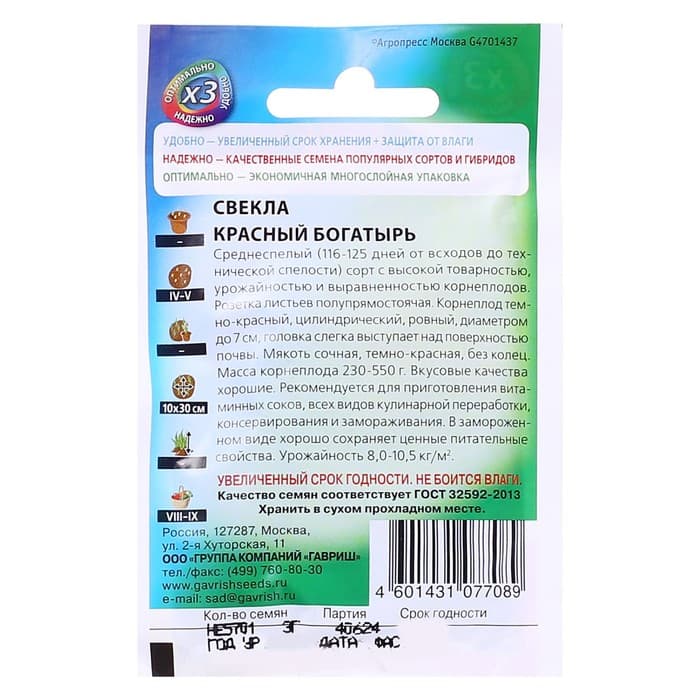 ®Агропресс Москва G4701437
ОПТИМАЛЬНО
x3
УДОБНО
НАДЕЖНО
УДОБНО — УВЕЛИЧЕННЫЙ СРОК ХРАНЕНИЯ + ЗАЩИТА ОТ ВЛАГИ
НАДЕЖНО — КАЧЕСТВЕННЫЕ СЕМЕНА ПОПУЛЯРНЫХ СОРТОВ И ГИБРИДОВ
ОПТИМАЛЬНО — ЭКОНОМИЧНАЯ МНОГОСЛОЙНАЯ УПАКОВКА
СВЕКЛА
КРАСНЫЙ БОГАТЫРЬ
Среднеспелый (116-125 дней от всходов до тех-
нической спелости) сорт с высокой товарностью,
урожайностью и выравненностью корнеплодов.
Розетка листьев полупрямостоячая. Корнеплод тем-
но-красный, цилиндрический, ровный, диаметром
до 7 см, головка слегка выступает над поверхностью
почвы. Мякоть сочная, темно-красная, без колец.
Масса корнеплода 230-550 г. Вкусовые качества
хорошие. Рекомендуется для приготовления вита-
минных соков, всех видов кулинарной переработки,
консервирования и замораживания. В заморожен-
ном виде хорошо сохраняет ценные питательные
свойства. Урожайность 8,0-10,5 кг/м².
–
IV-V
–
10x30 см
VIII-IX
УВЕЛИЧЕННЫЙ СРОК ГОДНОСТИ. НЕ БОИТСЯ ВЛАГИ.
Качество семян соответствует ГОСТ 32592-2013
Хранить в сухом прохладном месте.
Россия, 127287, Москва,
ул. 2-я Хуторская, 11
ООО «ГРУППА КОМПАНИЙ «ГАВРИШ»
тел./факс: (499) 760-80-30
www.gavrishseeds.ru
e-mail: sad@gavrish.ru
4 601431 077089
Кол-во семян Партия Срок годности
НЕ5701 3Г 40624
ГОД УР ДАТА ФАС